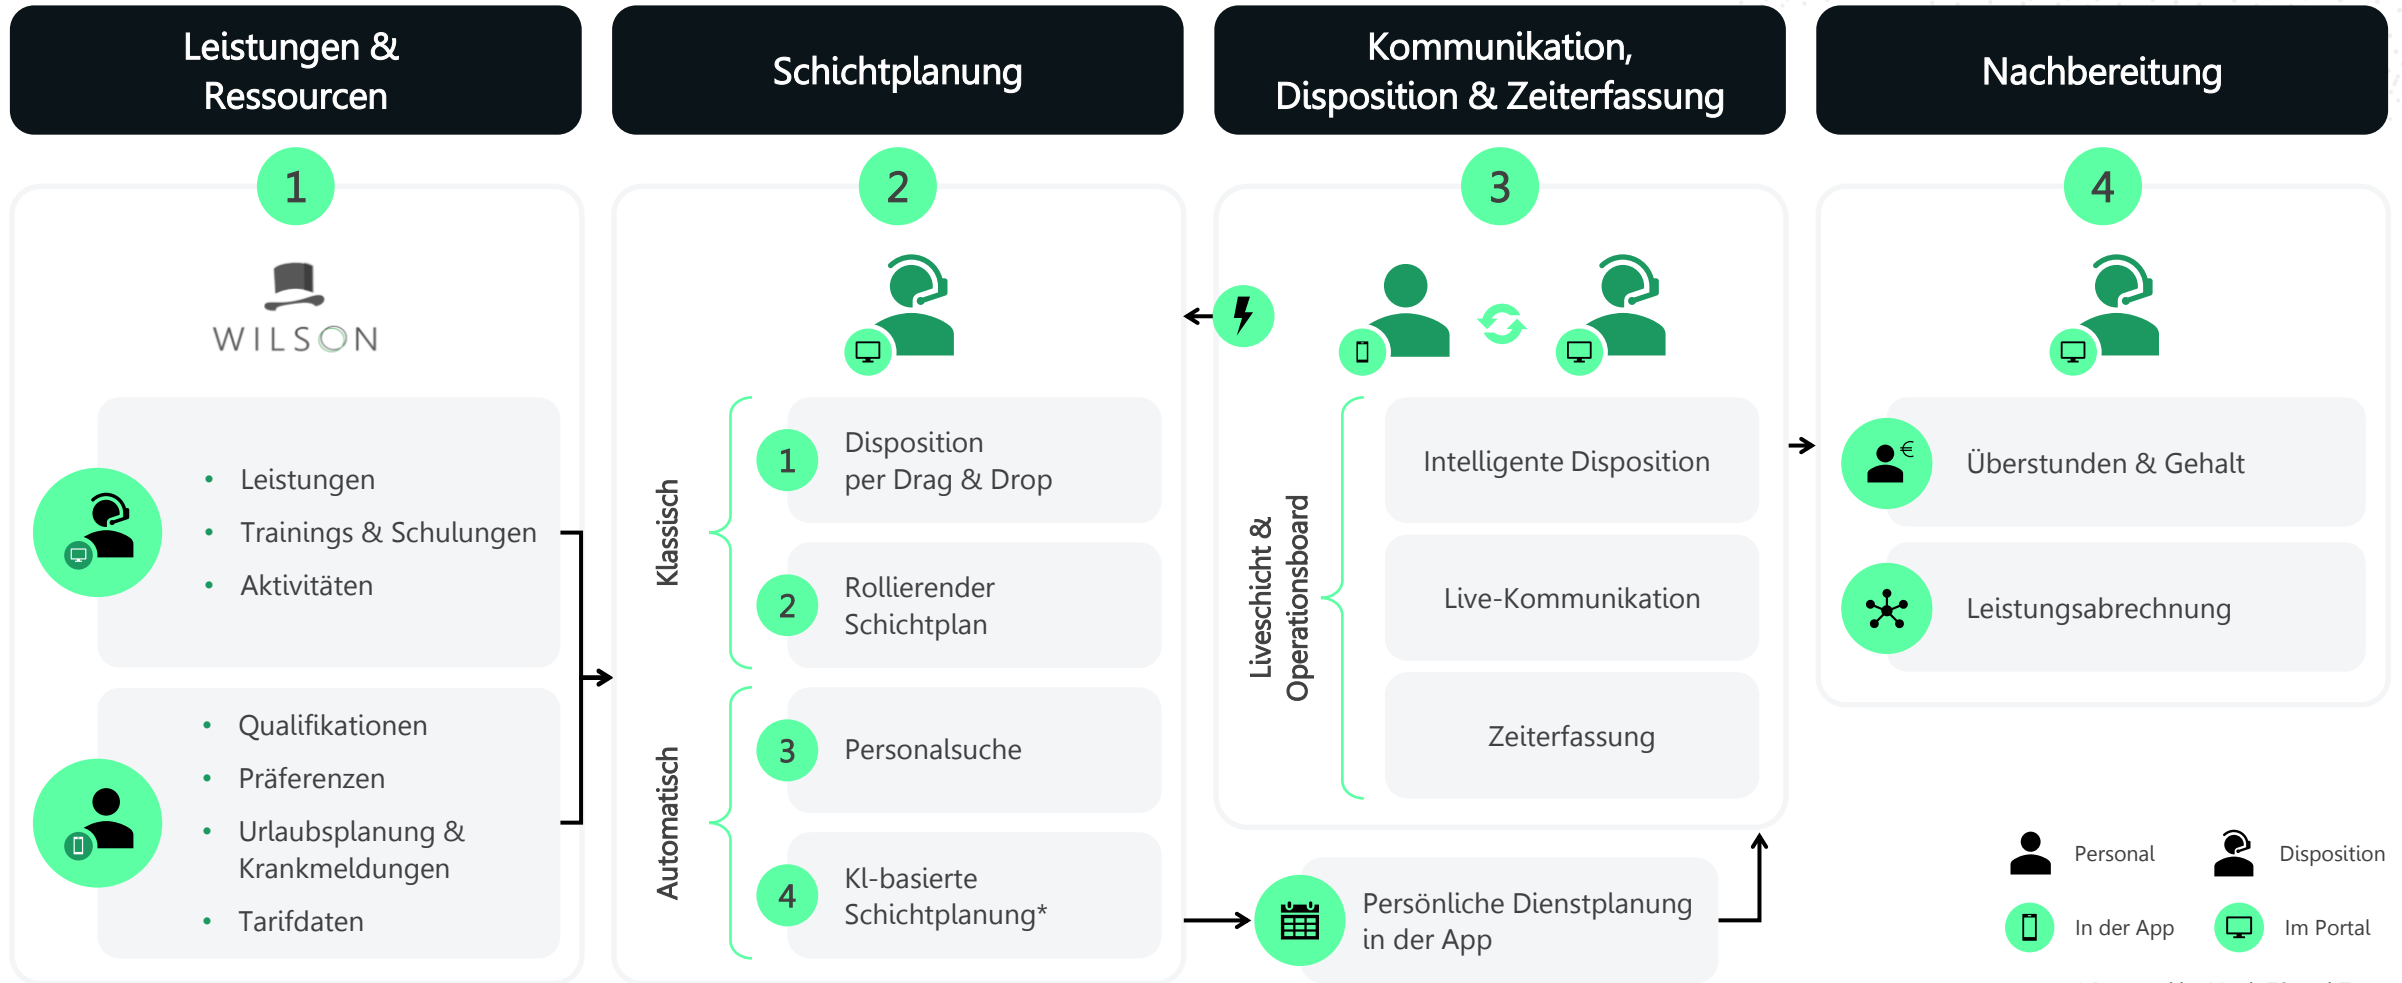 Leistungen &
Ressourcen
1
WILSON
• Leistungen
• Trainings & Schulungen
• Aktivitäten
• Qualifikationen
• Präferenzen
• Urlaubsplanung &
Krankmeldungen
• Tarifdaten
Schichtplanung
2
Klassisch
1
Disposition
per Drag & Drop
2
Rollierender
Schichtplan
Automatisch
3
Personalsuche
4
KI-basierte
Schichtplanung*
Kommunikation,
Disposition & Zeiterfassung
3
Liveschicht &
Operationsboard
Intelligente Disposition
Live-Kommunikation
Zeiterfassung
Persönliche Dienstplanung
in der App
Nachbereitung
4
€
Überstunden & Gehalt
Leistungsabrechnung
Personal
Disposition
In der App
Im Portal